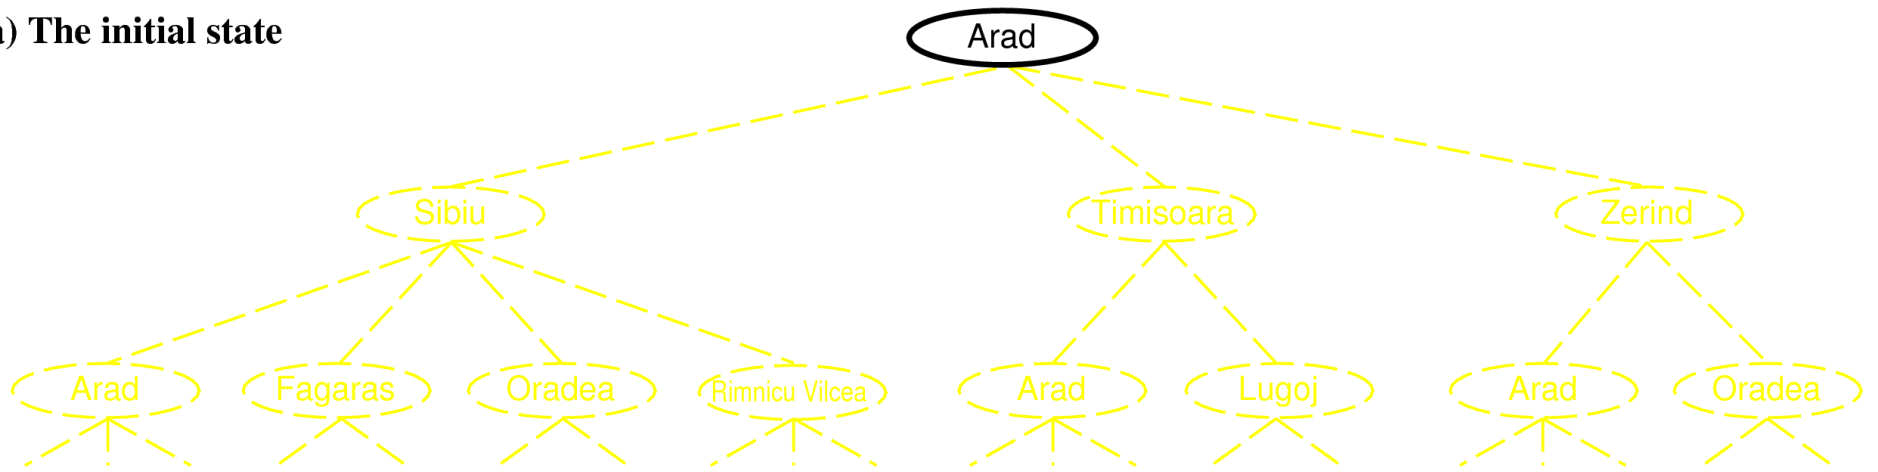 a) The initial state
Arad
Sibiu
Timisoara
Zerind
Arad
Fagaras
Oradea
Rimnicu Vilcea
Arad
Lugoj
Arad
Oradea